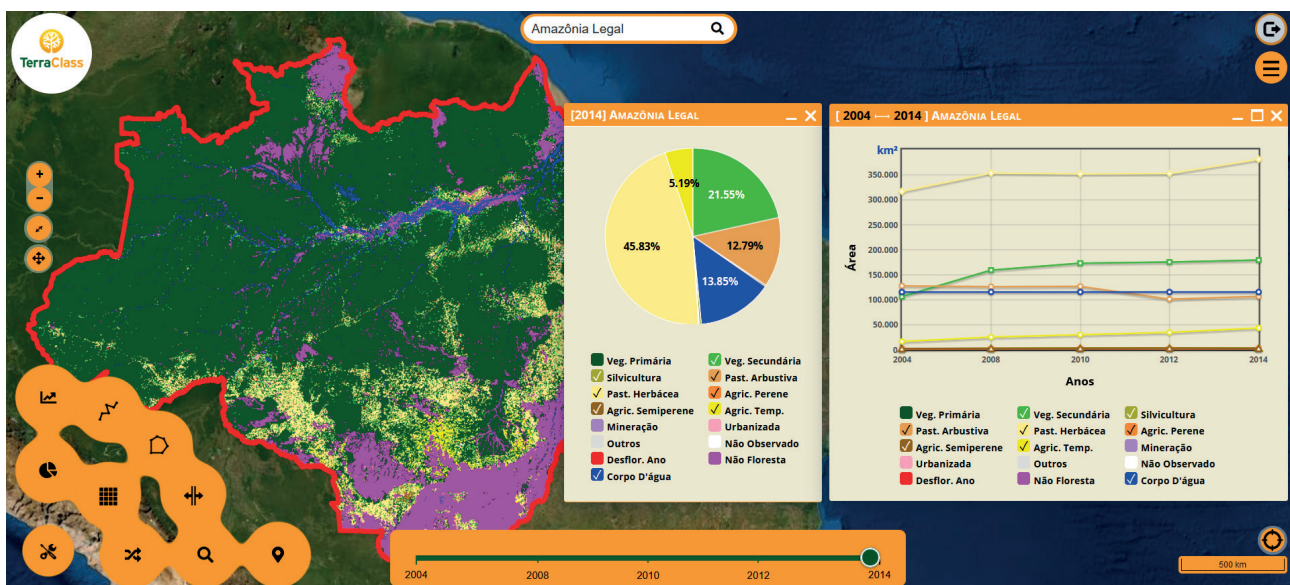 TerraClass
Amazônia Legal
[2014] Amazônia Legal
5.19%
21.55%
45.83%
12.79%
13.85%
Veg. Primária
Veg. Secundária
Silvicultura
Past. Arbustiva
Past. Herbácea
Agric. Perene
Agric. Semiperene
Agric. Temp.
Mineração
Urbanizada
Outros
Não Observado
Desflor. Ano
Não Floresta
Corpo D'água
[ 2004 ↔ 2014 ] Amazônia Legal
km²
350.000
300.000
250.000
200.000
150.000
100.000
50.000
0
Área
2004 2008 2010 2012 2014
Anos
Veg. Primária Veg. Secundária Silvicultura
Past. Arbustiva Past. Herbácea Agric. Perene
Agric. Semiperene Agric. Temp. Mineração
Urbanizada Outros Não Observado
Desflor. Ano Não Floresta Corpo D'água
2004 2008 2010 2012 2014
500 km